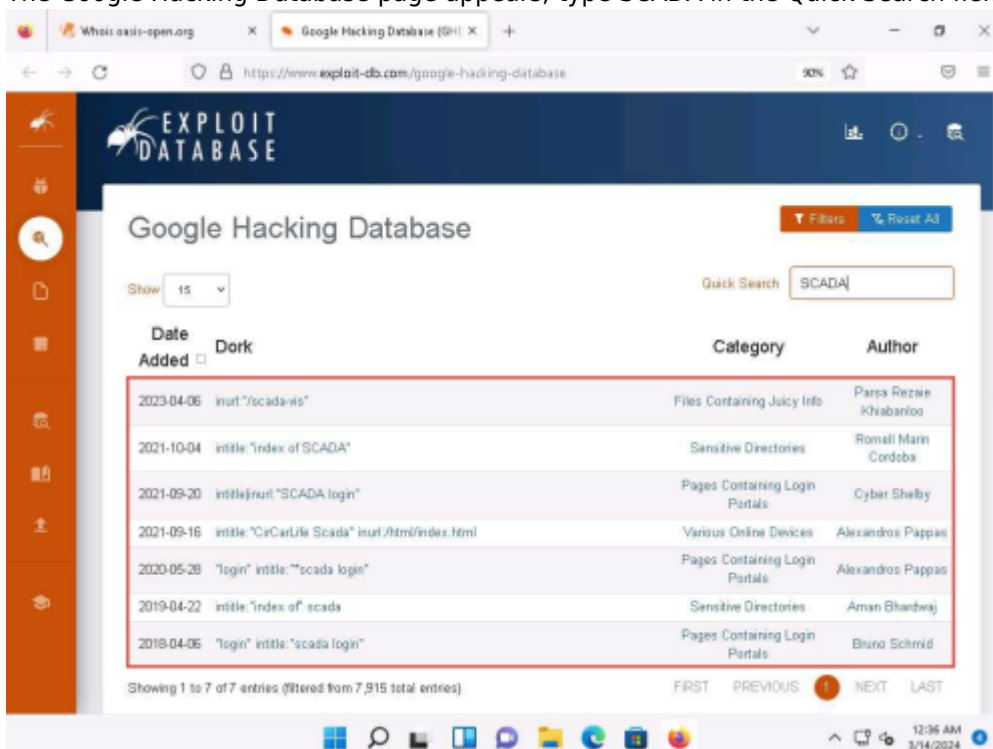 The Google Hacking Database page appears, type SCADA in the Quick Search fiel
Whois oasis-open.org
Google Hacking Database (GHD
https://www.exploit-db.com/google-hacking-database
90%
EXPLOIT
DATABASE
Google Hacking Database
Filters
Reset All
Show 15
Quick Search SCADA
Date Added Dork Category Author
2023-04-06 inurl:"/scada-vis" Files Containing Juicy Info Parsa Rezaie Khiabanloo
2021-10-04 intitle:"index of SCADA" Sensitive Directories Romell Marin Cordoba
2021-09-20 intitle|inurl:"SCADA login" Pages Containing Login Portals Cyber Shelby
2021-09-16 intitle:"CirCarLife Scada" inurl:/html/index.html Various Online Devices Alexandros Pappas
2020-05-28 "login" intitle:"*scada login" Pages Containing Login Portals Alexandros Pappas
2019-04-22 intitle:"index of" scada Sensitive Directories Aman Bhardwaj
2018-04-06 "login" intitle:"scada login" Pages Containing Login Portals Bruno Schmid
Showing 1 to 7 of 7 entries (filtered from 7,915 total entries)
FIRST PREVIOUS 1 NEXT LAST
12:36 AM
3/14/2024